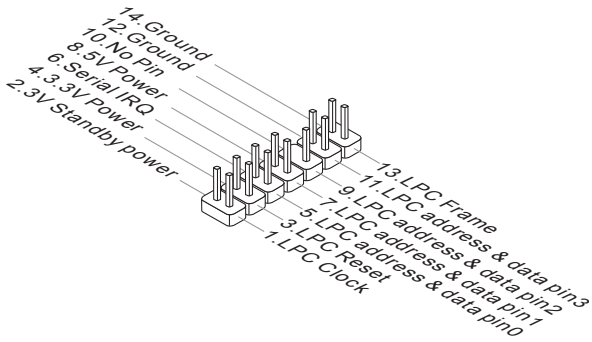 14.Ground
12.Ground
10.No Pin
8.5V Power
6.Serial IRQ
4.3.3V Power
2.3V Standby power
13.LPC Frame
11.LPC address & data pin3
9.LPC address & data pin2
7.LPC address & data pin1
5.LPC address & data pin0
3.LPC Reset
1.LPC Clock